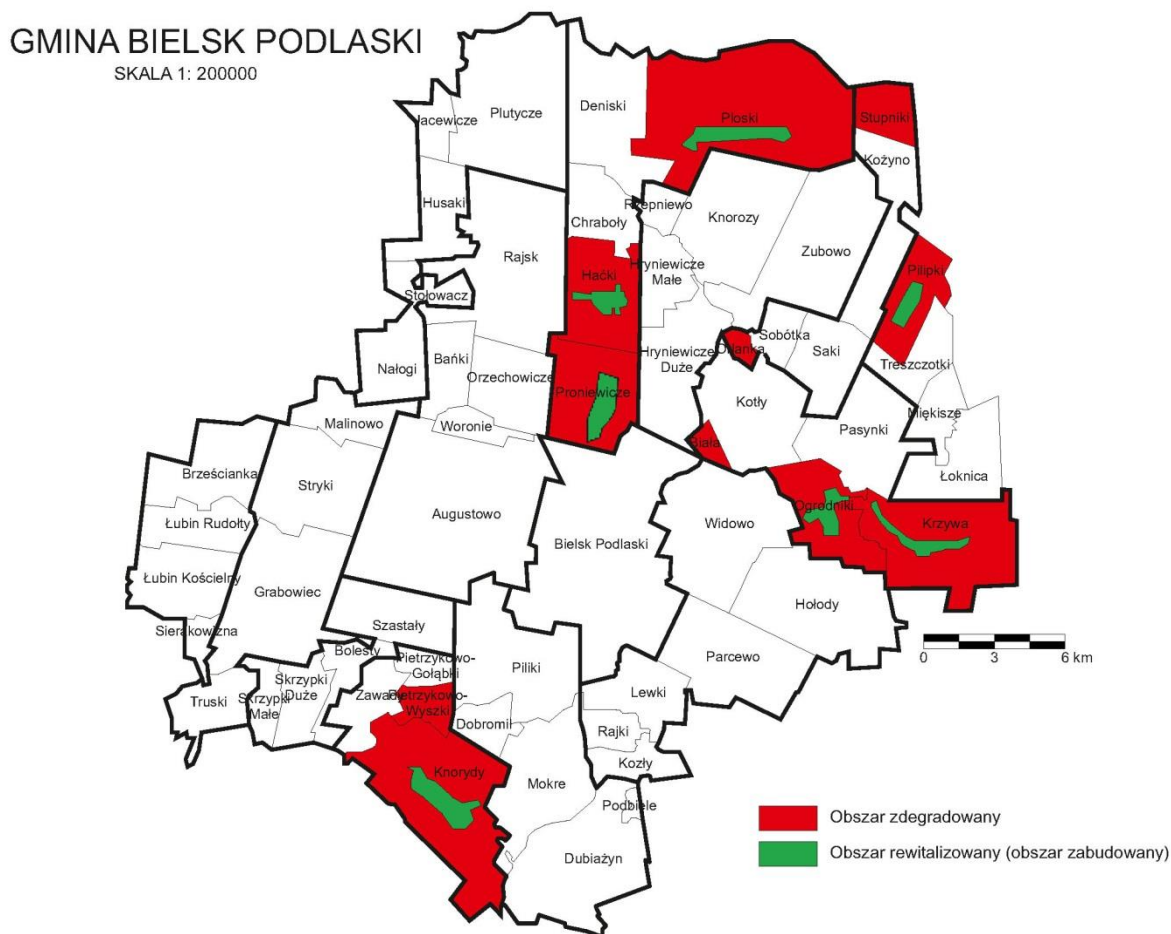 GMINA BIELSK PODLASKI
SKALA 1: 200000
Plutycze
Deniski
Ploski
Stupniki
Jacewicze
Kożyno
Husaki
Rzepniewo
Knorozy
Chraboły
Zubowo
Rajsk
Haćki
Hryniewicze
Małe
Pilipki
Stołowacz
Orlanka
Sobótka
Saki
Bańki
Hryniewicze
Duże
Treszczotki
Nałogi
Orzechowicze
Proniewicze
Kotły
Miękisze
Malinowo
Woronie
Biała
Pasynki
Brześcianka
Stryki
Łoknica
Łubin Rudołty
Augustowo
Ogrodniki
Widowo
Krzywa
Bielsk Podlaski
Łubin Kościelny
Grabowiec
Hołody
Sierakowizna
Szastały
Bolesty
Pietrzykowo-
Gołąbki
Piliki
Parcewo
0 3 6 km
Truski
Skrzypki
Małe
Skrzypki
Duże
Zawady
Pietrzykowo-
Wyszki
Lewki
Dobromil
Rajki
Knorydy
Mokre
Kozły
Podbiele
Dubiażyn
Obszar zdegradowany
Obszar rewitalizowany (obszar zabudowany)